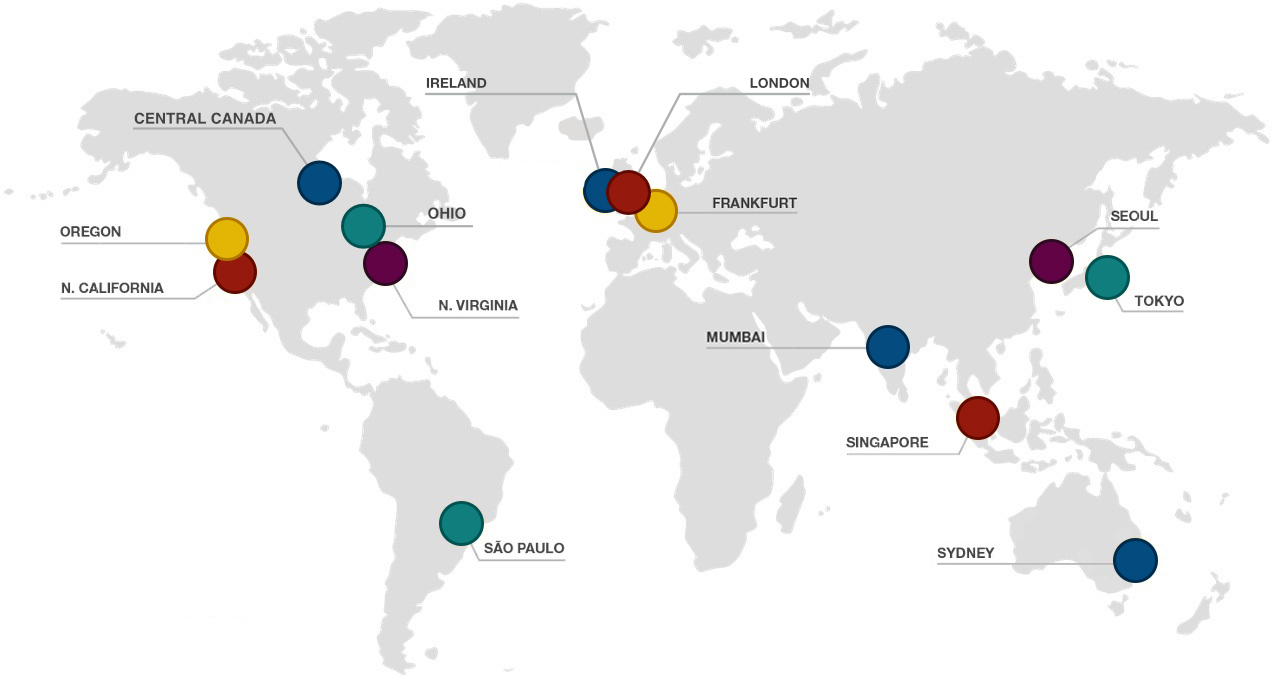 IRELAND
LONDON
CENTRAL CANADA
FRANKFURT
OHIO
SEOUL
OREGON
N. CALIFORNIA
TOKYO
N. VIRGINIA
MUMBAI
SINGAPORE
SÃO PAULO
SYDNEY